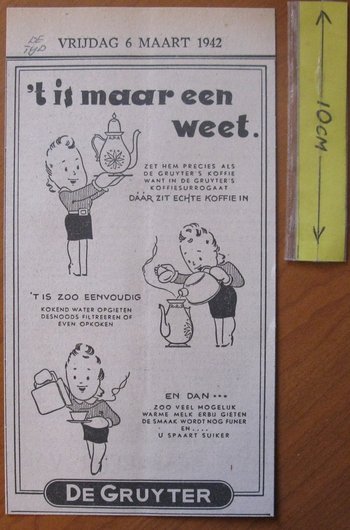 DE
TIJD
VRIJDAG 6 MAART 1942
't is maar een
weet.
ZET HEM PRECIES ALS
DE GRUYTER'S KOFFIE
WANT IN DE GRUYTER'S
KOFFIESURROGAAT
DÁÁR ZIT ECHTE KOFFIE IN
'T IS ZOO EENVOUDIG
KOKEND WATER OPGIETEN
DESNOODS FILTREEREN OF
EVEN OPKOKEN
EN DAN •••
ZOO VEEL MOGELIJK
WARME MELK ERBIJ GIETEN
DE SMAAK WORDT NOG FIJNER
EN....
U SPAART SUIKER
DE GRUYTER
10CM